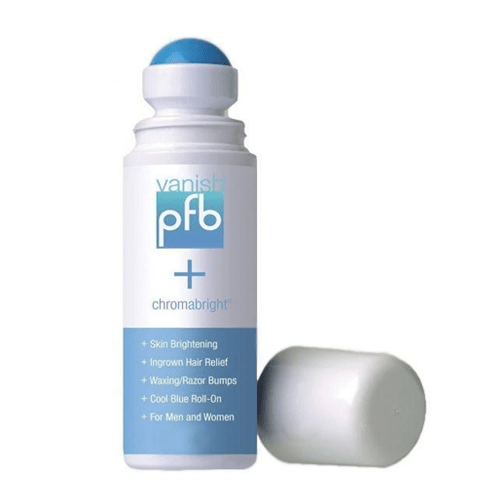 vanish
pfb
+
chromabright®
+ Skin Brightening
+ Ingrown Hair Relief
+ Waxing/Razor Bumps
+ Cool Blue Roll-On
+ For Men and Women